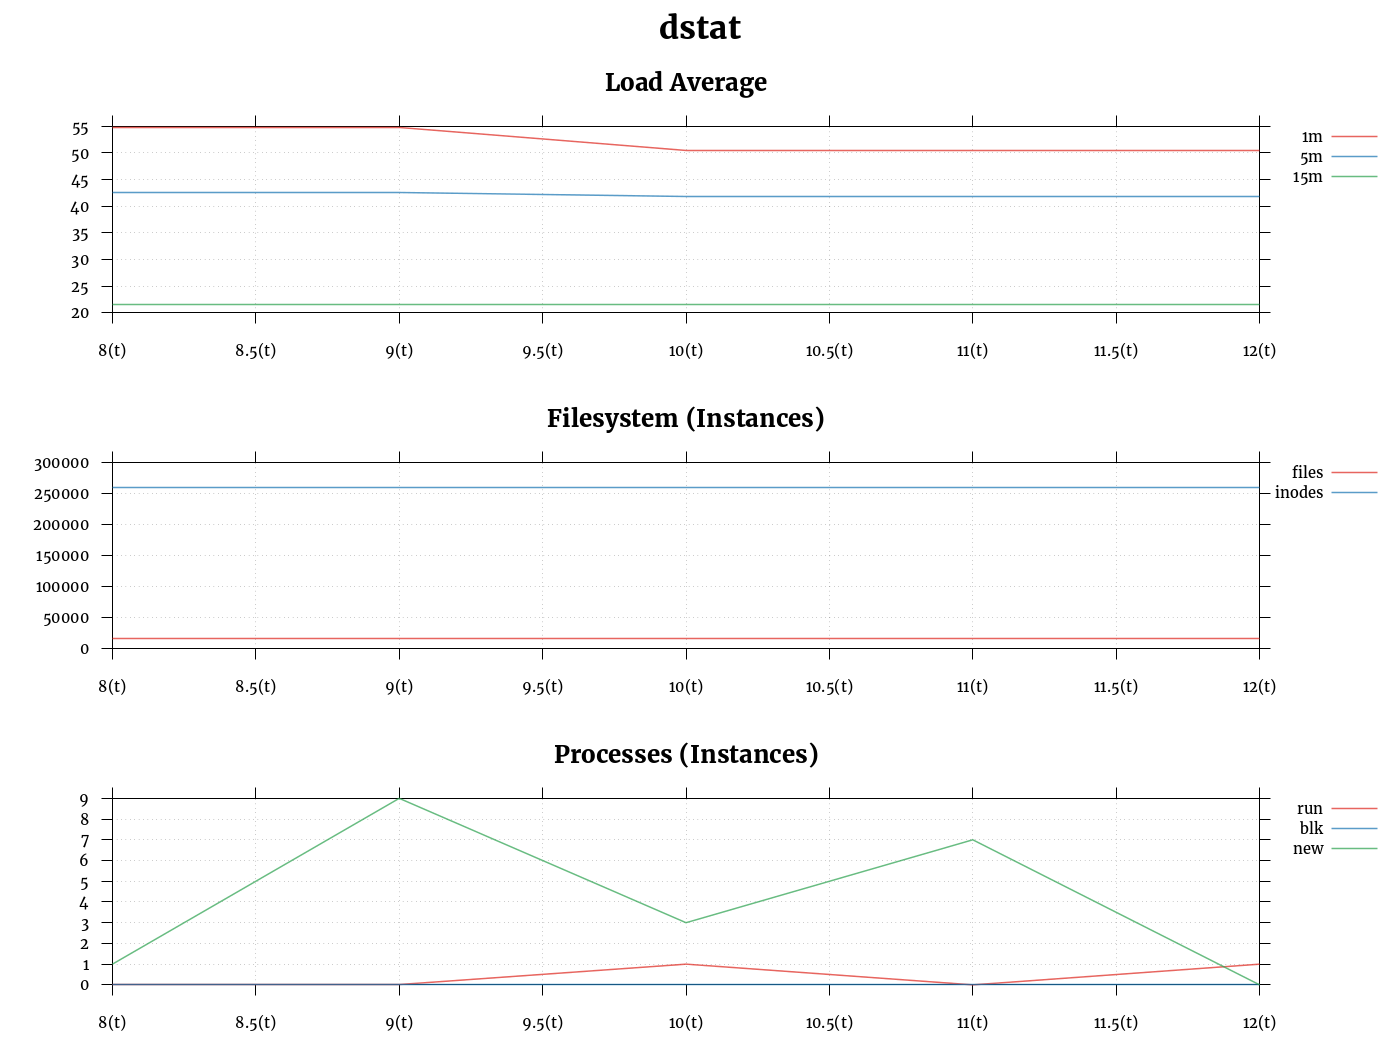 dstat
Load Average
55
50
45
40
35
30
25
20
8(t) 8.5(t) 9(t) 9.5(t) 10(t) 10.5(t) 11(t) 11.5(t) 12(t)
1m
5m
15m
Filesystem (Instances)
300000
250000
200000
150000
100000
50000
0
8(t) 8.5(t) 9(t) 9.5(t) 10(t) 10.5(t) 11(t) 11.5(t) 12(t)
files
inodes
Processes (Instances)
9
8
7
6
5
4
3
2
1
0
8(t) 8.5(t) 9(t) 9.5(t) 10(t) 10.5(t) 11(t) 11.5(t) 12(t)
run
blk
new